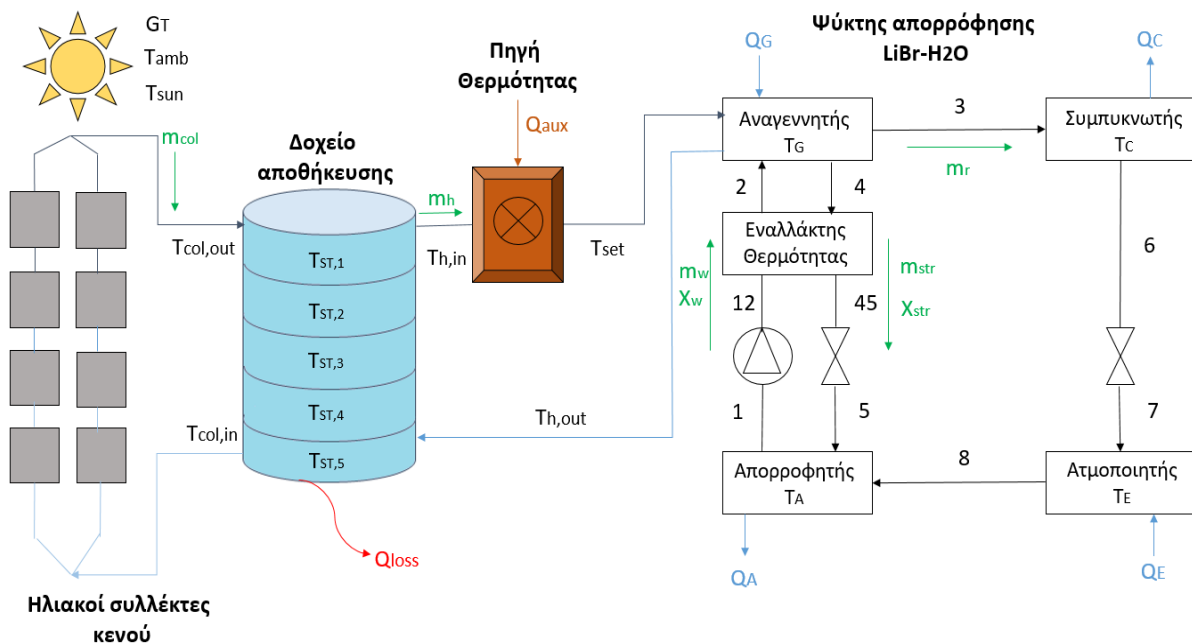 GT
Tamb
Tsun
mcol
Tcol,out
Tcol,in
Ηλιακοί συλλέκτες
κενού
Δοχείο
αποθήκευσης
TST,1
TST,2
TST,3
TST,4
TST,5
Qloss
mh
Th,in
Πηγή
Θερμότητας
Qaux
Tset
Th,out
Ψύκτης απορρόφησης
LiBr-H2O
QG
Αναγεννητής
TG
3
mr
QC
Συμπυκνωτής
TC
2
4
Εναλλάκτης
Θερμότητας
mw
Xw
mstr
Xstr
12
45
6
1
5
7
8
Απορροφητής
TA
Ατμοποιητής
TE
QA
QE